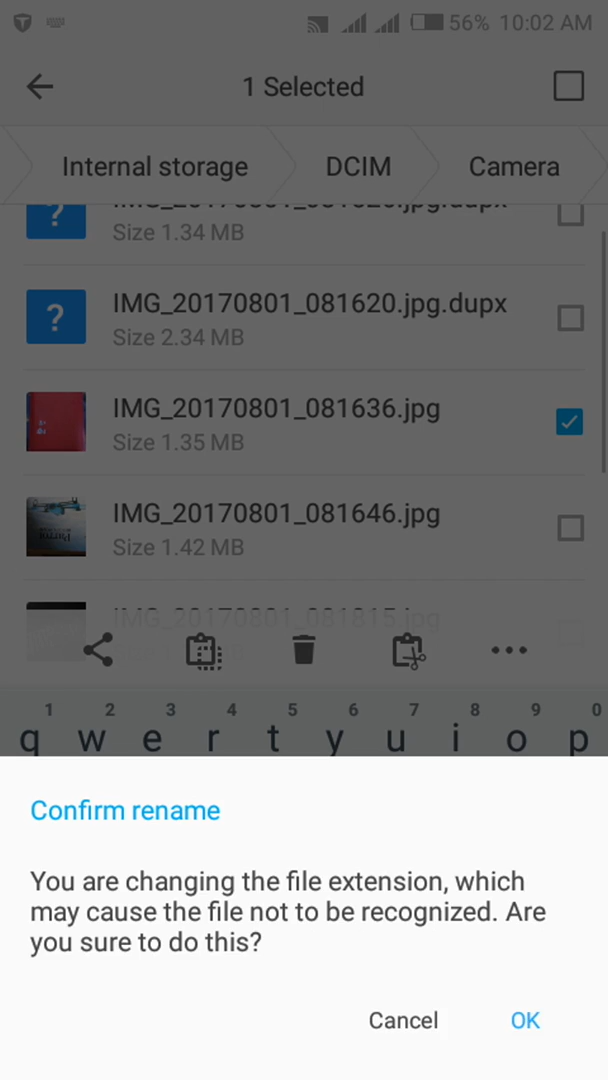 56% 10:02 AM
1 Selected
Internal storage DCIM Camera
Size 1.34 MB
IMG_20170801_081620.jpg.dupx
Size 2.34 MB
IMG_20170801_081636.jpg
Size 1.35 MB
IMG_20170801_081646.jpg
Size 1.42 MB
IMG_20170801_081815.jpg
1 2 3 4 5 6 7 8 9 0
q w e r t y u i o p
Confirm rename
You are changing the file extension, which
may cause the file not to be recognized. Are
you sure to do this?
Cancel OK